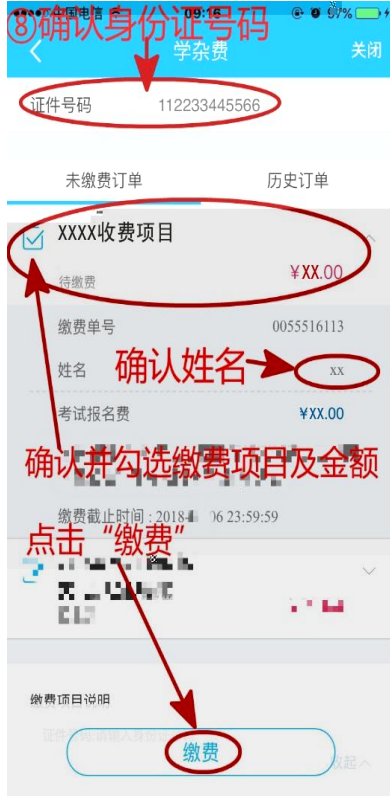 ⑧确认身份证号码
中国电信 09:16 97%
学杂费 关闭
证件号码 112233445566
未缴费订单 历史订单
XXXX收费项目
待缴费 ¥XX.00
缴费单号 0055516113
姓名 确认姓名 xx
考试报名费 ¥XX.00
确认并勾选缴费项目及金额
缴费截止时间 : 2018-06 23:59:59
点击“缴费”
缴费项目说明
缴费
收起